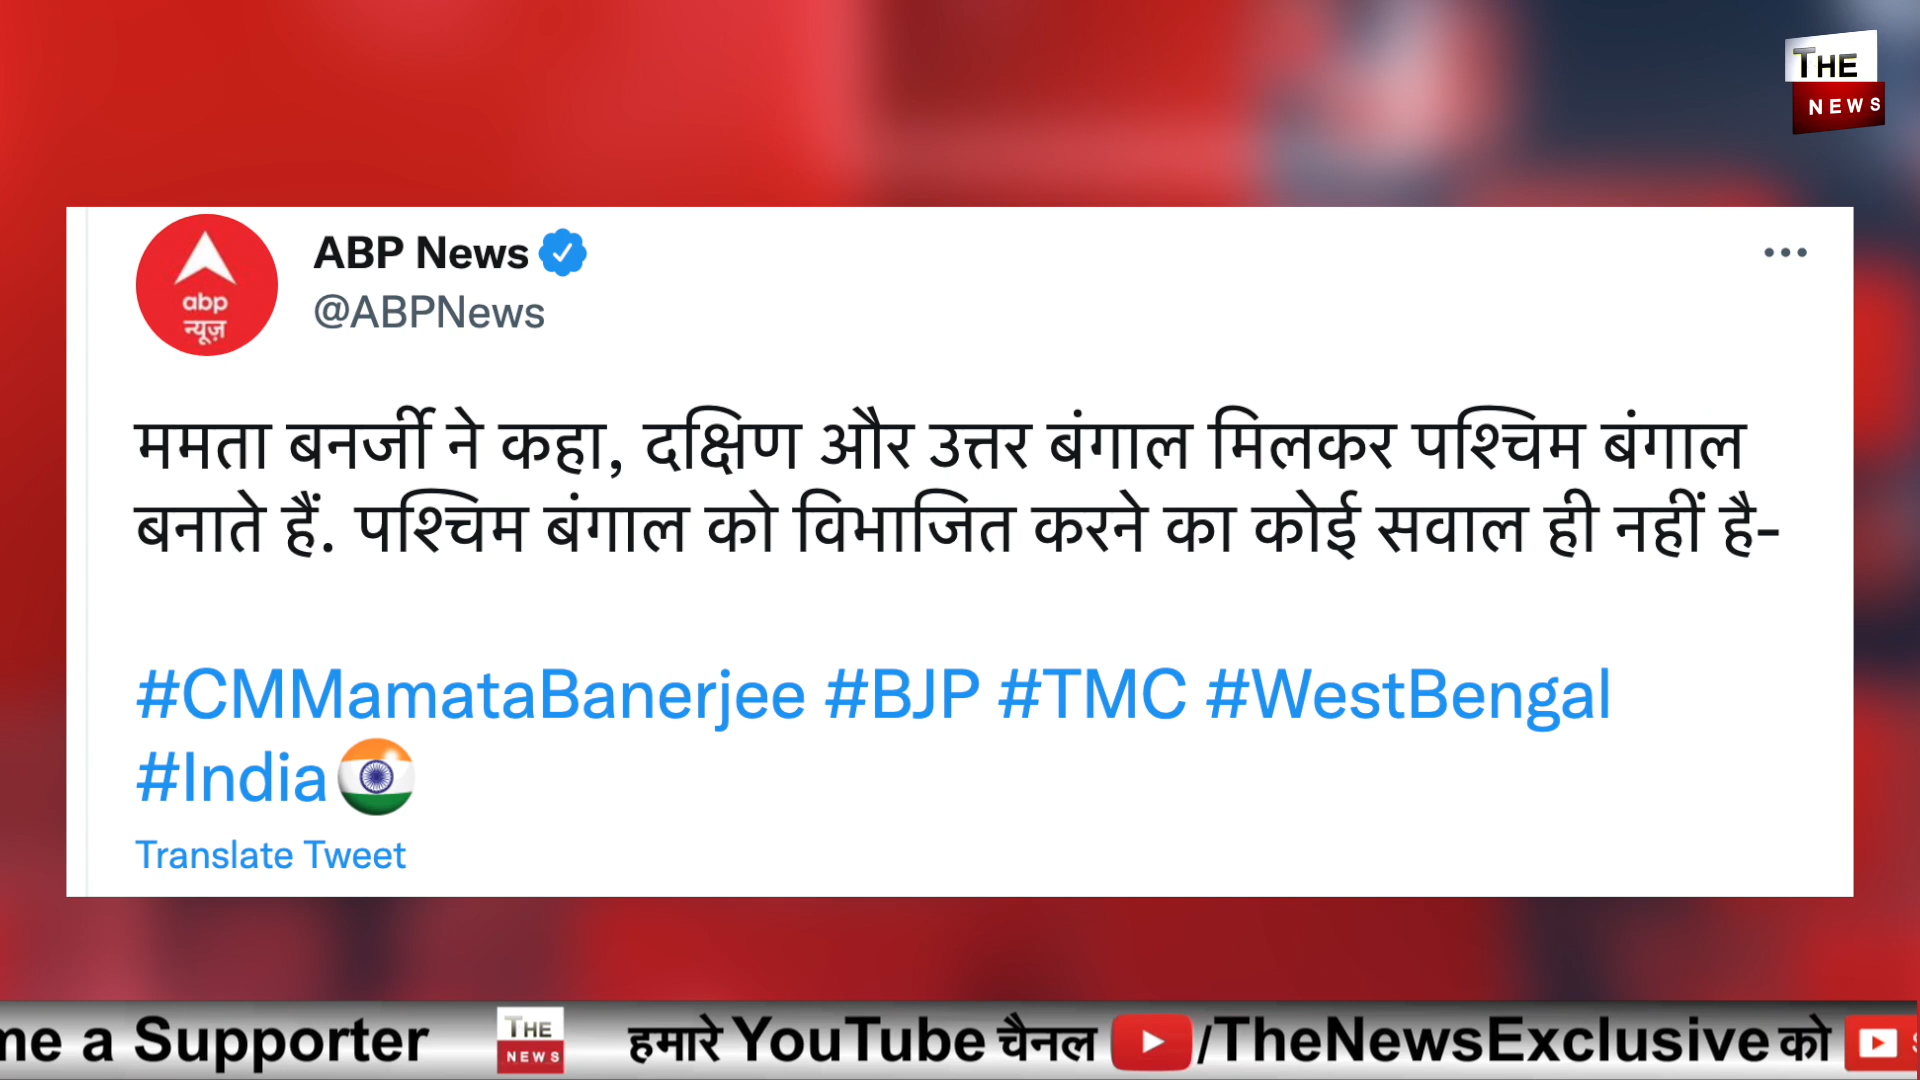 THE
NEWS
ABP News
@ABPNews
abp
न्यूज़
ममता बनर्जी ने कहा, दक्षिण और उत्तर बंगाल मिलकर पश्चिम बंगाल
बनाते हैं. पश्चिम बंगाल को विभाजित करने का कोई सवाल ही नहीं है-
#CMMamataBanerjee #BJP #TMC #WestBengal
#India
Translate Tweet
me a Supporter THE NEWS हमारे YouTube चैनल /TheNewsExclusive को